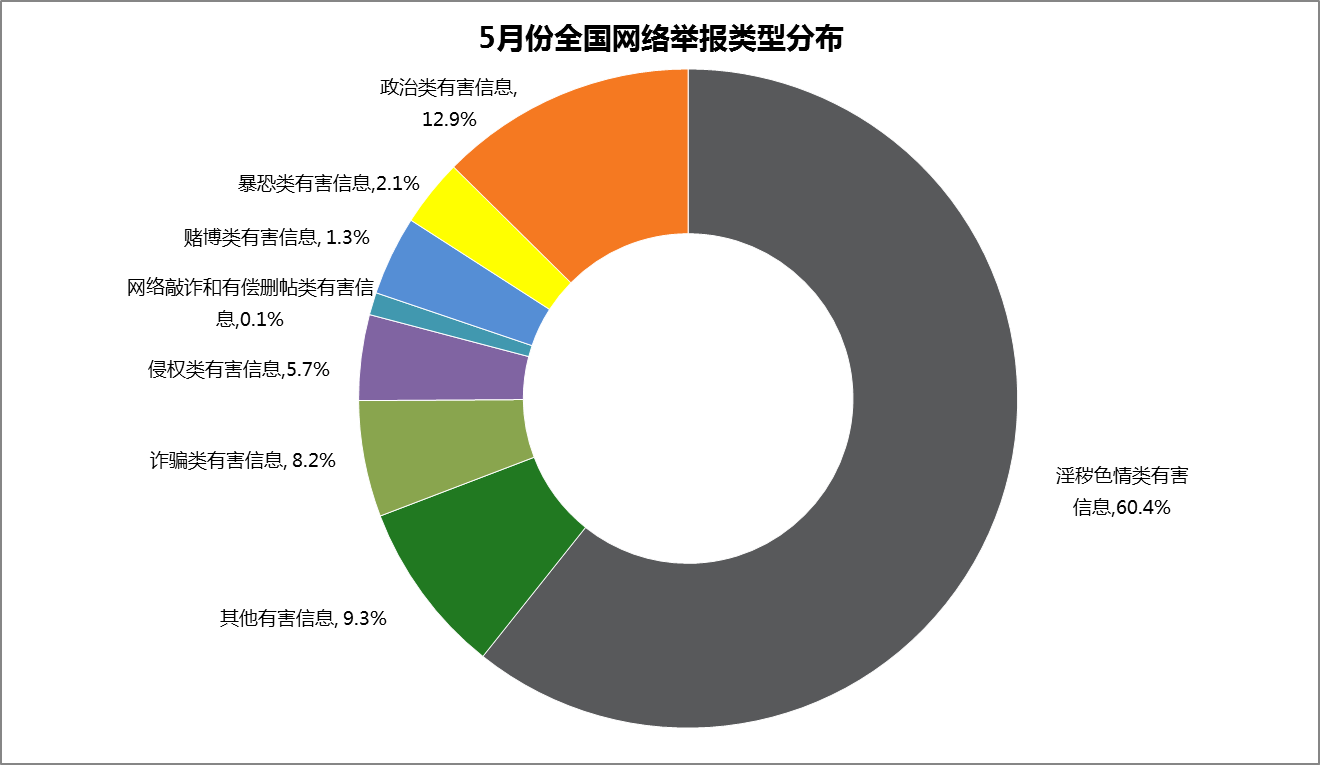 5月份全国网络举报类型分布
政治类有害信息,
12.9%
暴恐类有害信息,2.1%
赌博类有害信息, 1.3%
网络敲诈和有偿删帖类有害信
息,0.1%
侵权类有害信息,5.7%
诈骗类有害信息, 8.2%
淫秽色情类有害
信息,60.4%
其他有害信息, 9.3%